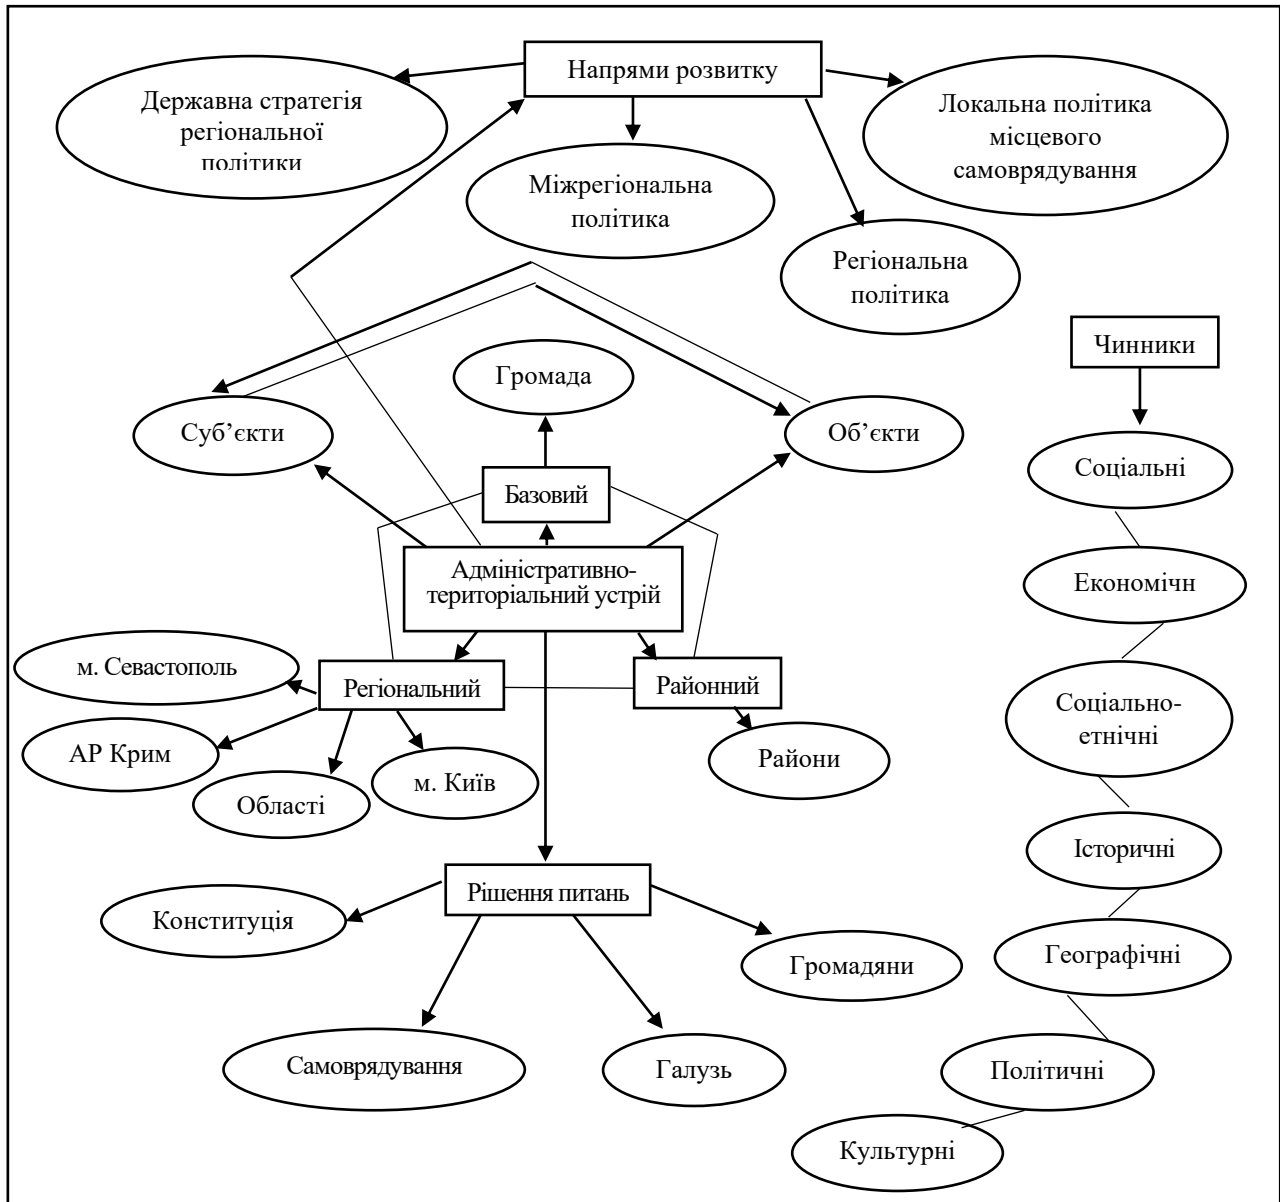 Напрями розвитку
Державна стратегія
регіональної
політики
Локальна політика
місцевого
самоврядування
Міжрегіональна
політика
Регіональна
політика
Чинники
Громада
Суб’єкти
Об’єкти
Соціальні
Базовий
Адміністративно-
територіальний устрій
Економічн
м. Севастополь
Регіональний
Районний
Соціально-
етнічні
АР Крим
м. Київ
Райони
Області
Історичні
Рішення питань
Конституція
Громадяни
Географічні
Самоврядування
Галузь
Політичні
Культурні